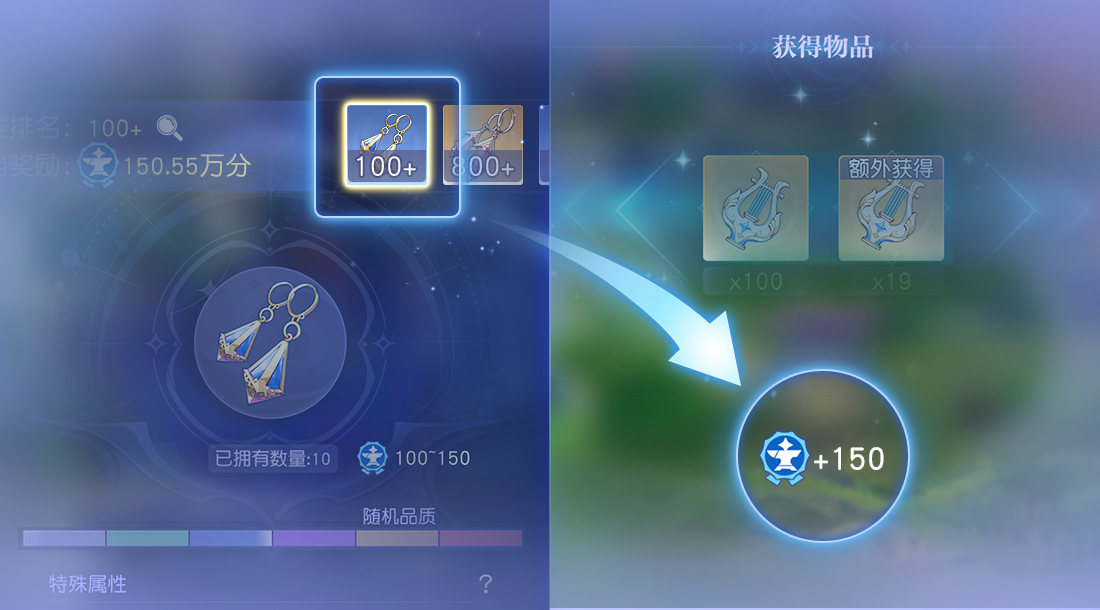 排名：100+
奖励：150.55万分
100+
800+
已拥有数量:10
100~150
随机品质
特殊属性
?
获得物品
额外获得
x100
x19
+150